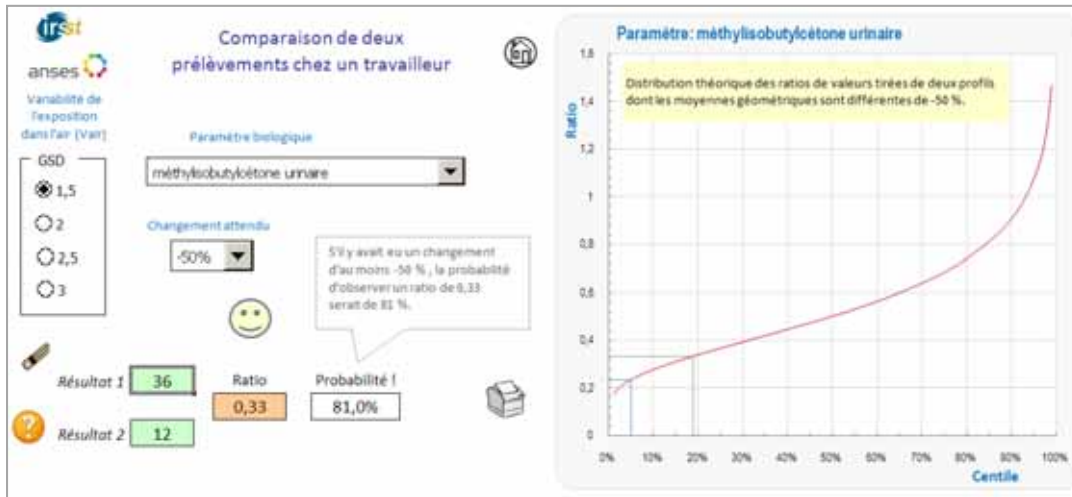 irsst
anses
Comparaison de deux
prélèvements chez un travailleur
Variabilité de
l'exposition
dans l'air (Vair)
GSD
1,5
2
2,5
3
Paramètre biologique
méthylisobutylcétone urinaire
Changement attendu
-50%
S'il y avait eu un changement
d'au moins -50 %, la probabilité
d'observer un ratio de 0,33
serait de 81 %.
Résultat 1
36
Ratio
Probabilité !
0,33
81,0%
Résultat 2
12
Paramètre: méthylisobutylcétone urinaire
Distribution théorique des ratios de valeurs tirées de deux profils
dont les moyennes géométriques sont différentes de -50 %.
Ratio
1,6
1,4
1,2
1
0,8
0,6
0,4
0,2
0
0% 10% 20% 30% 40% 50% 60% 70% 80% 90% 100%
Centile